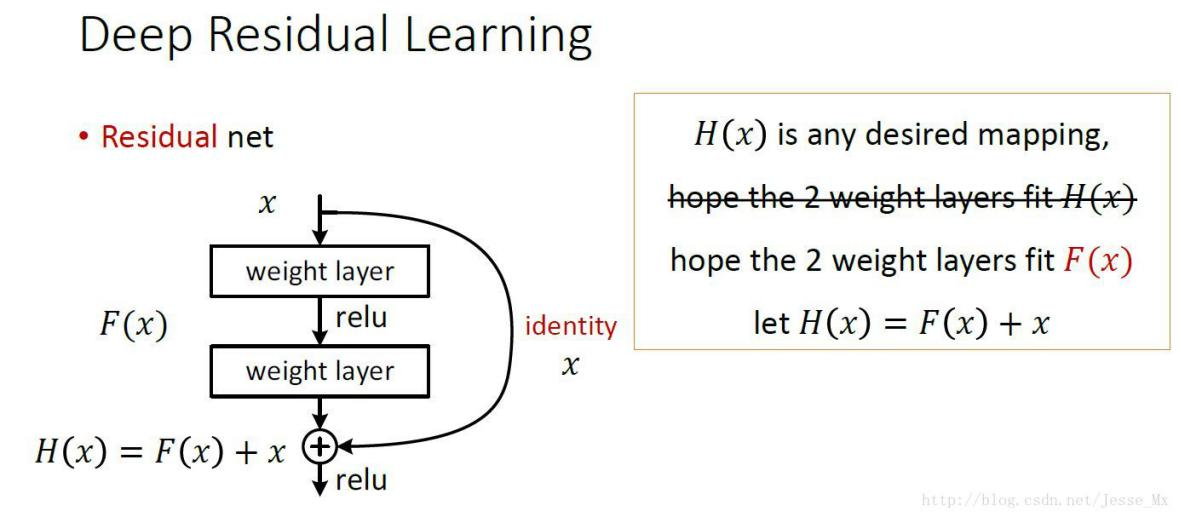 Deep Residual Learning
• Residual net
x
weight layer
F(x)
relu
weight layer
identity
x
H(x) = F(x) + x
+
relu
H(x) is any desired mapping,
hope the 2 weight layers fit H(x)
hope the 2 weight layers fit F(x)
let H(x) = F(x) + x
http://blog.csdn.net/Jesse_Mx